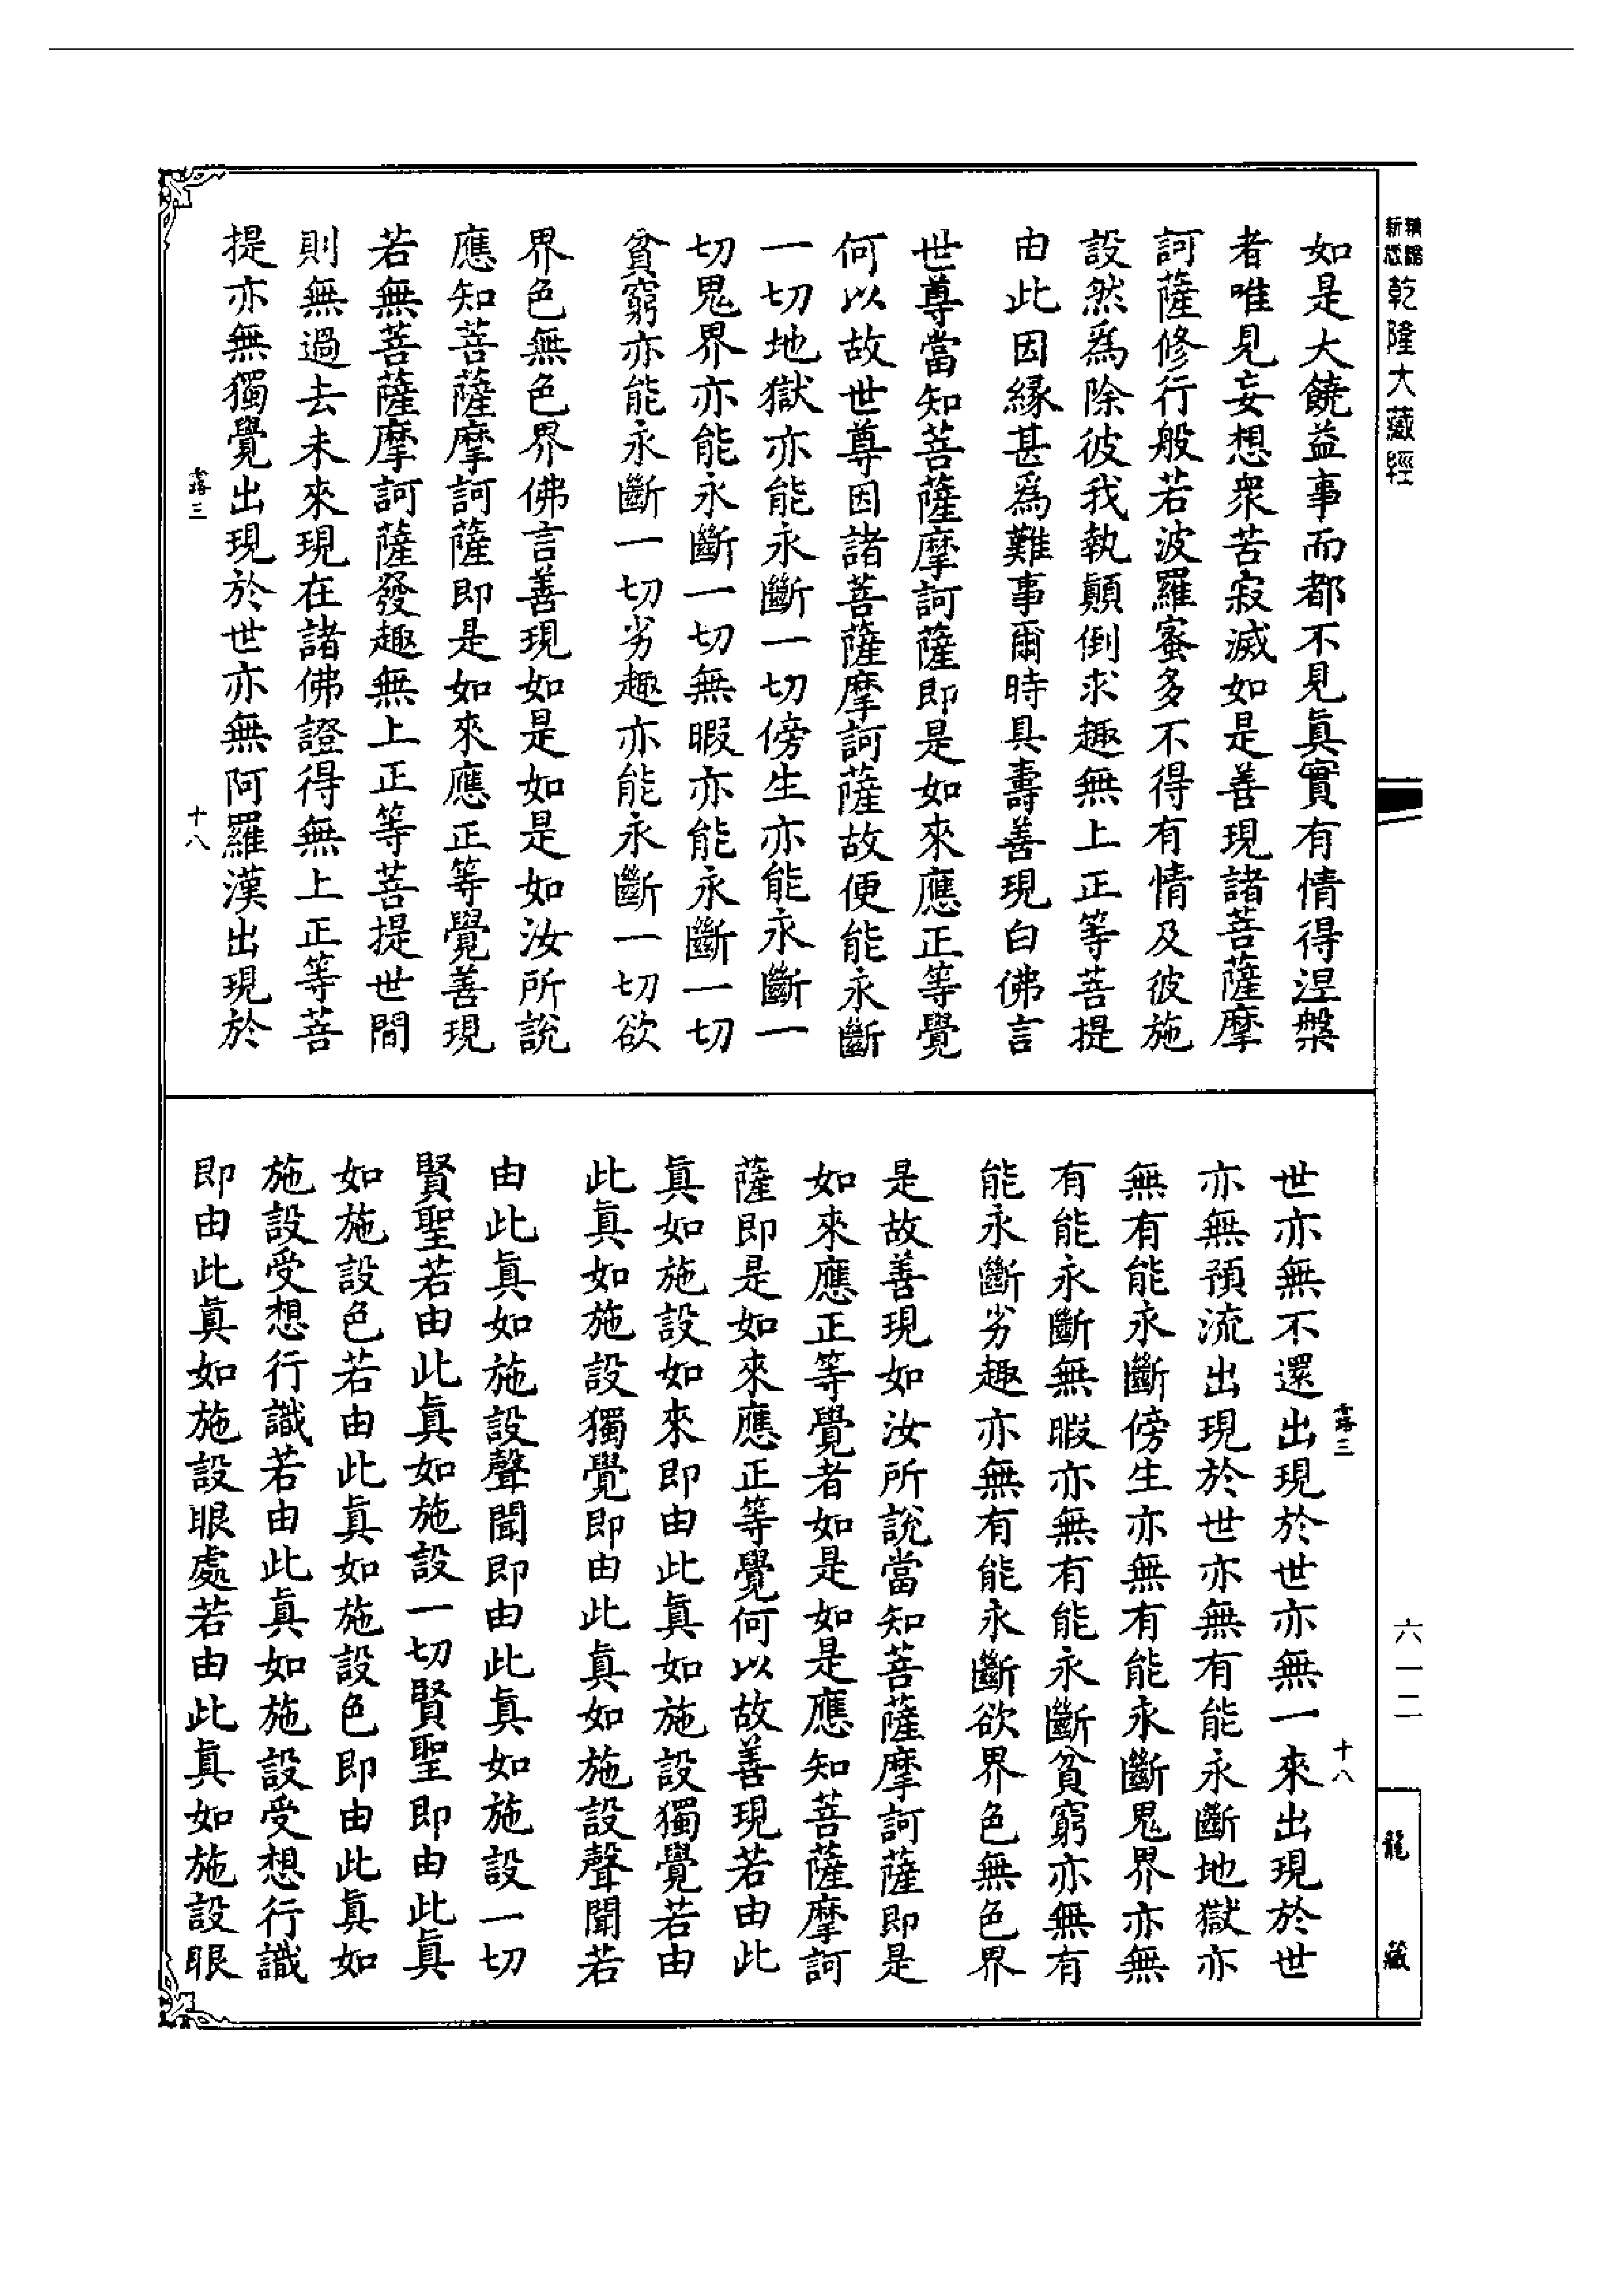 乾隆大藏經
如是大饒益事而都不見眞實有情得涅槃
者唯見妄想衆苦寂滅如是善現諸菩薩摩
訶薩修行般若波羅蜜多不得有情及彼施
設然爲除彼我執顚倒求趣無上正等菩提
由此因緣甚爲難事爾時具壽善現白佛言
世尊當知菩薩摩訶薩即是如來應正等覺
何以故世尊因諸菩薩摩訶薩故便能永斷
一切地獄亦能永斷一切傍生亦能永斷一
切鬼界亦能永斷一切無暇亦能永斷一切
貧窮亦能永斷一切劣趣亦能永斷一切欲
界色無色界佛言善現如是如是如汝所說
應知菩薩摩訶薩即是如來應正等覺善現
若無菩薩摩訶薩發趣無上正等菩提世間
則無過去未來現在諸佛證得無上正等菩
提亦無獨覺出現於世亦無阿羅漢出現於
露三 十八
露三 十八
世亦無不還出現於世亦無一來出現於世
亦無預流出現於世亦無有能永斷地獄亦
無有能永斷傍生亦無有能永斷鬼界亦無
有能永斷無暇亦無有能永斷貧窮亦無有
能永斷劣趣亦無有能永斷欲界色無色界
是故善現如汝所說當知菩薩摩訶薩即是
如來應正等覺者如是如是應知菩薩摩訶
薩即是如來應正等覺何以故善現若由此
眞如施設如來即由此眞如施設獨覺若由
此眞如施設獨覺即由此眞如施設聲聞若
由此眞如施設聲聞即由此眞如施設一切
賢聖若由此眞如施設一切賢聖即由此眞
如施設色若由此眞如施設色即由此眞如
施設受想行識若由此眞如施設受想行識
即由此眞如施設眼處若由此眞如施設眼
六一二
龍藏